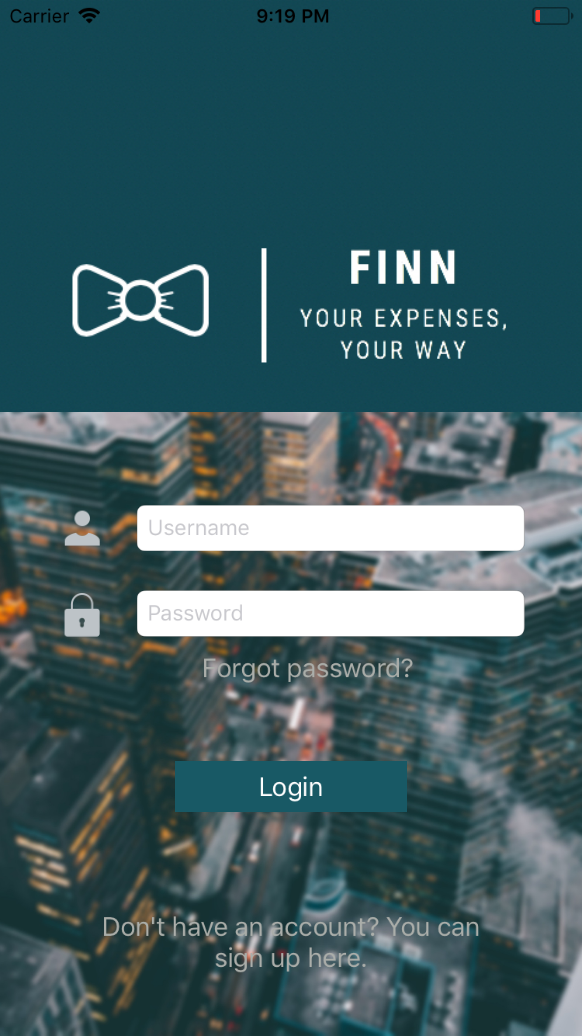 Carrier 9:19 PM
FINN
YOUR EXPENSES,
YOUR WAY
Username
Password
Forgot password?
Login
Don't have an account? You can
sign up here.